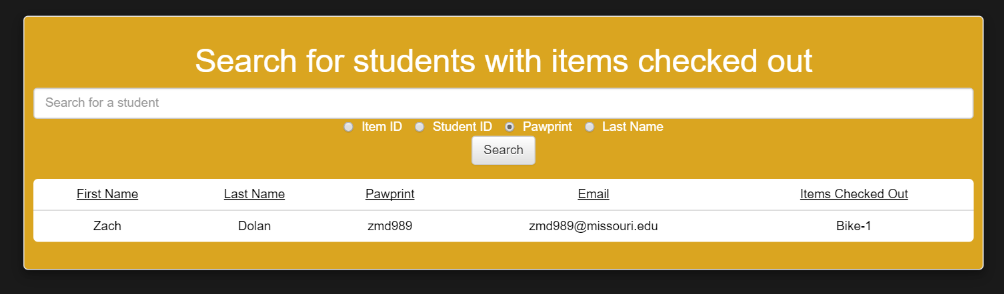 Search for students with items checked out
Search for a student
Item ID Student ID Pawprint Last Name
Search
First Name Last Name Pawprint Email Items Checked Out
Zach Dolan zmd989 zmd989@missouri.edu Bike-1